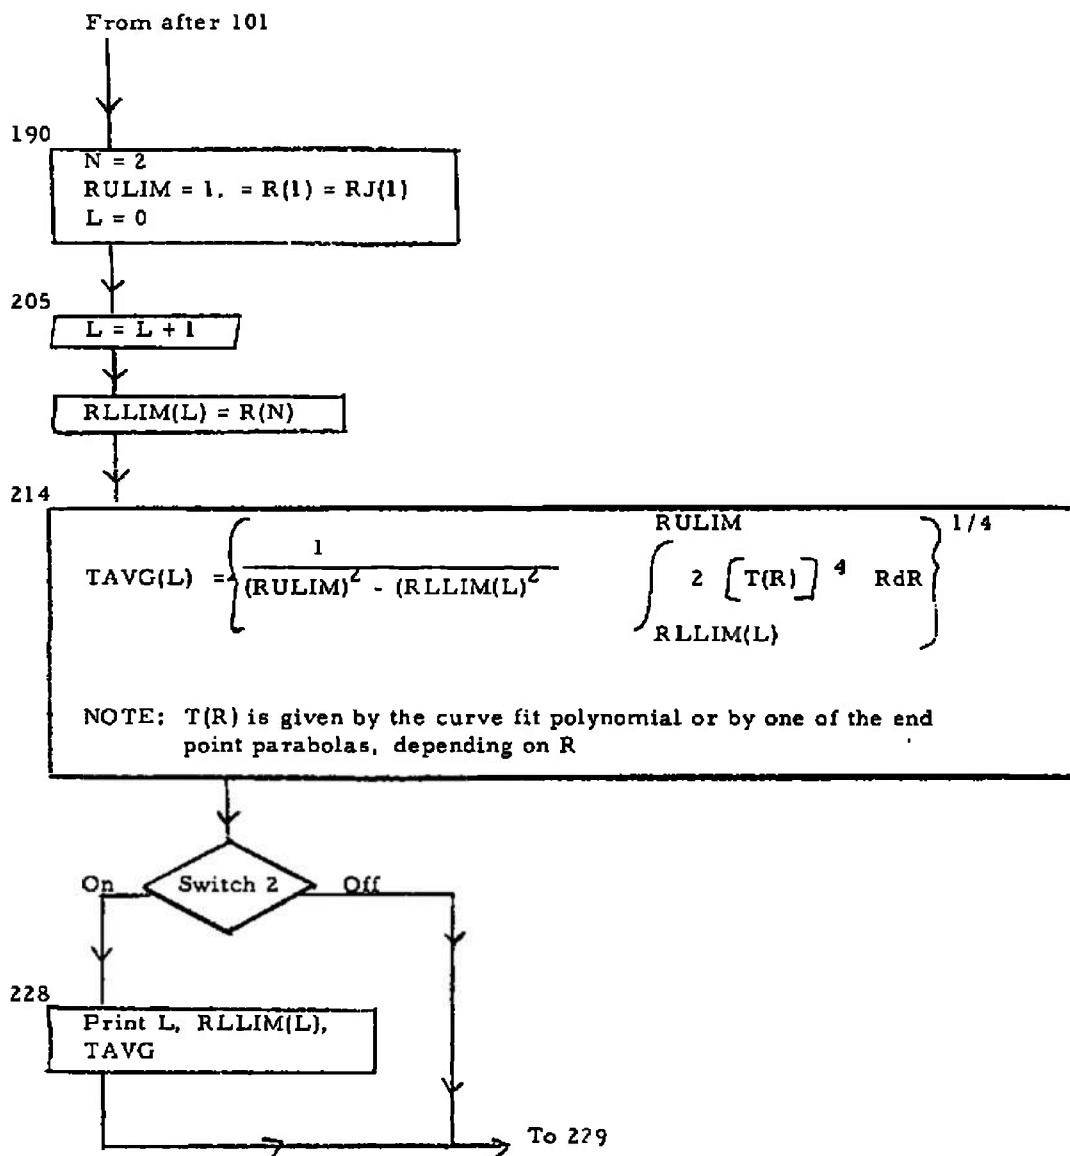 From after 101
190
N = 2
RULIM = 1. = R(1) = RJ(1)
L = 0
205
L = L + 1
RLLIM(L) = R(N)
214
TAVG(L) = { 1 / (RULIM)^2 - (RLLIM(L)^2 ∫ RULIM RLLIM(L) 2 [T(R)]^4 RdR }^1/4
NOTE: T(R) is given by the curve fit polynomial or by one of the end
point parabolas, depending on R
On Switch 2 Off
228
Print L, RLLIM(L),
TAVG
To 229